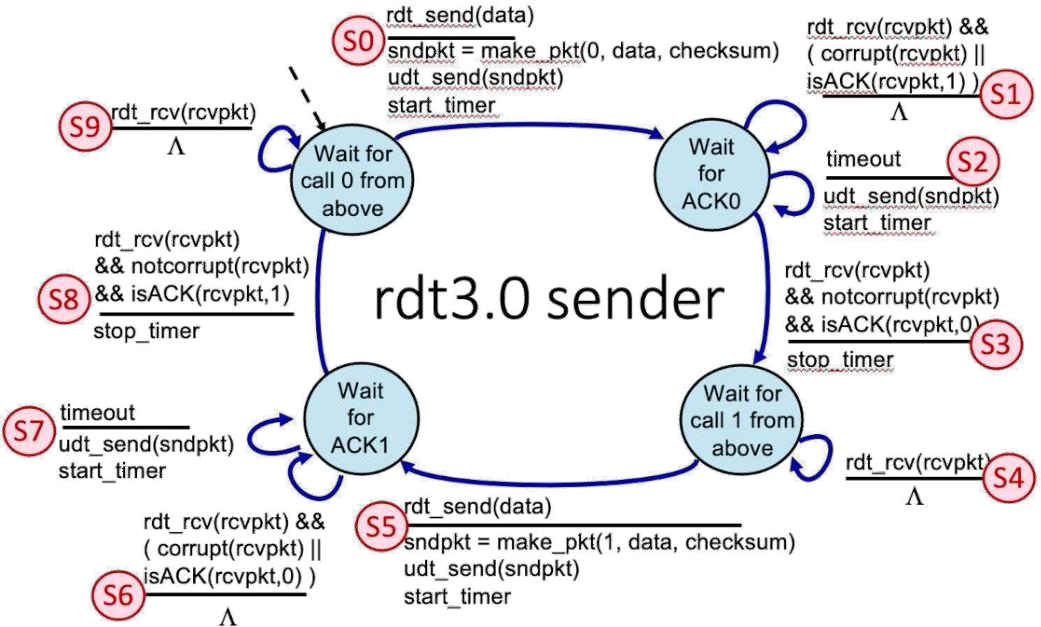 S0
rdt_send(data)
sndpkt = make_pkt(0, data, checksum)
udt_send(sndpkt)
start_timer
rdt_rcv(rcvpkt) &&
( corrupt(rcvpkt) ||
isACK(rcvpkt,1) )
S1
Λ
S9
rdt_rcv(rcvpkt)
Λ
Wait for
call 0 from
above
Wait
for
ACK0
timeout
S2
udt_send(sndpkt)
start_timer
rdt_rcv(rcvpkt)
&& notcorrupt(rcvpkt)
&& isACK(rcvpkt,1)
S8
stop_timer
rdt3.0 sender
rdt_rcv(rcvpkt)
&& notcorrupt(rcvpkt)
&& isACK(rcvpkt,0)
S3
stop_timer
S7
timeout
udt_send(sndpkt)
start_timer
Wait
for
ACK1
Wait for
call 1 from
above
rdt_rcv(rcvpkt)
S4
Λ
rdt_rcv(rcvpkt) &&
( corrupt(rcvpkt) ||
isACK(rcvpkt,0) )
S6
Λ
S5
rdt_send(data)
sndpkt = make_pkt(1, data, checksum)
udt_send(sndpkt)
start_timer